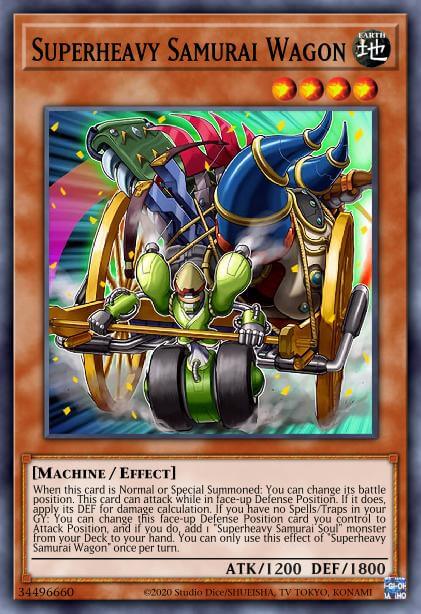 SUPERHEAVY SAMURAI WAGON
EARTH
地
[MACHINE / EFFECT]
When this card is Normal or Special Summoned: You can change its battle
position. This card can attack while in face-up Defense Position. If it does,
apply its DEF for damage calculation. If you have no Spells/Traps in your
GY: You can change this face-up Defense Position card you control to
Attack Position, and if you do, add 1 "Superheavy Samurai Soul" monster
from your Deck to your hand. You can only use this effect of "Superheavy
Samurai Wagon" once per turn.
ATK/1200 DEF/1800
34496660
©2020 Studio Dice/SHUEISHA, TV TOKYO, KONAMI